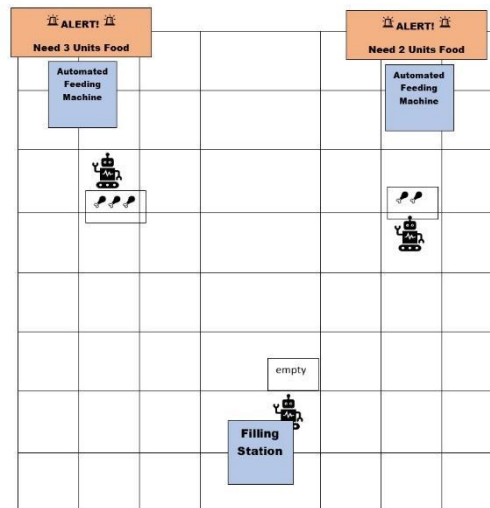 ALERT!
Need 3 Units Food
ALERT!
Need 2 Units Food
Automated
Feeding
Machine
Automated
Feeding
Machine
empty
Filling
Station